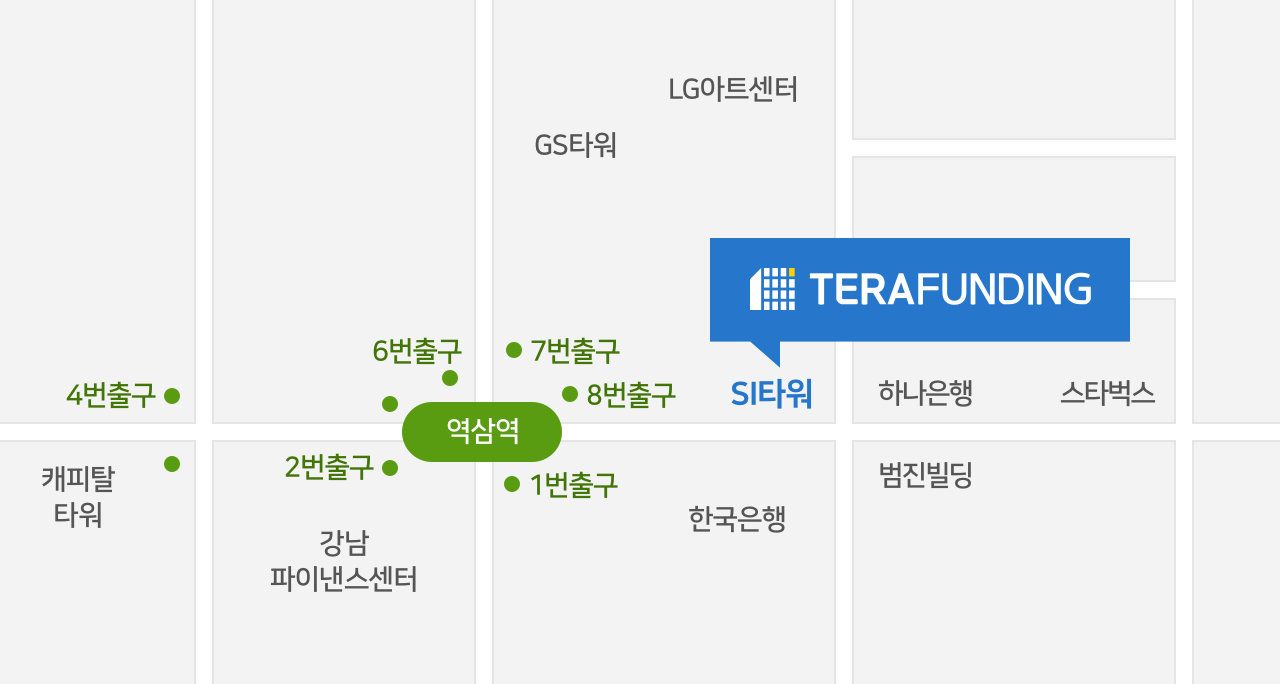 LG아트센터
GS타워
TERAFUNDING
6번출구
7번출구
4번출구
8번출구
SI타워
하나은행
스타벅스
역삼역
캐피탈
타워
2번출구
1번출구
범진빌딩
한국은행
강남
파이낸스센터